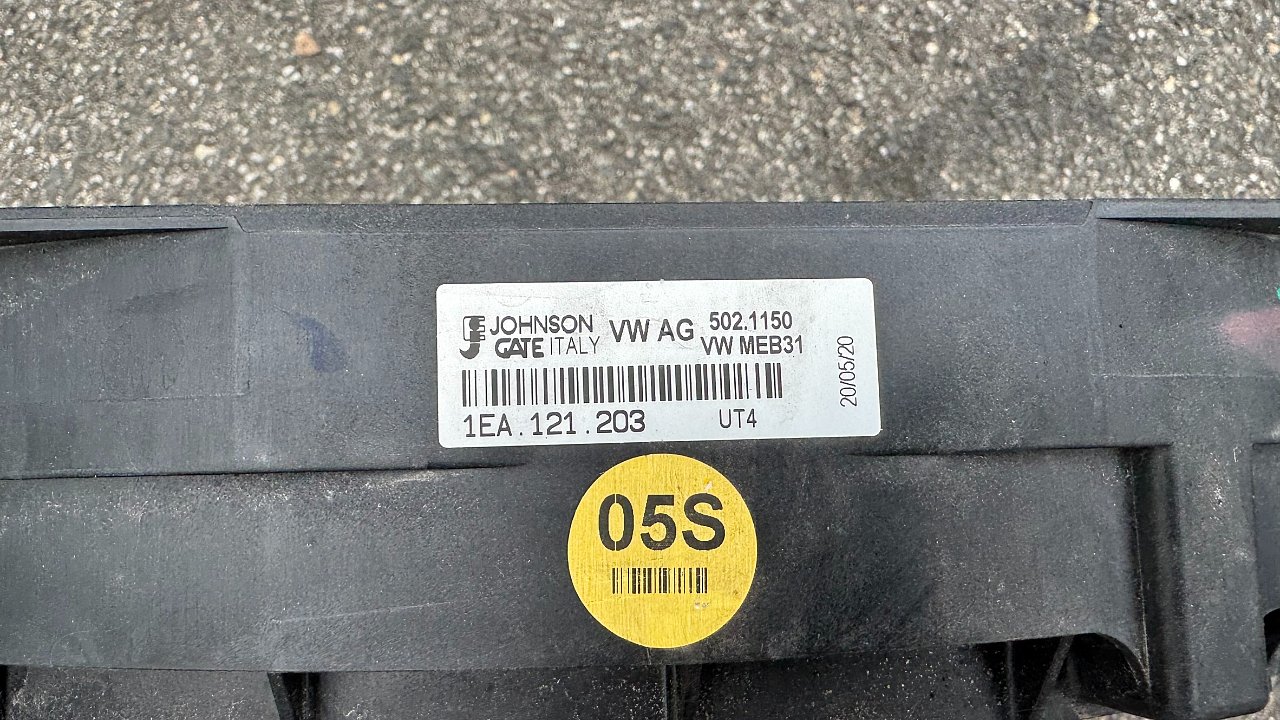 JOHNSON
GATE ITALY
VW AG
502.1150
VW MEB31
1EA.121.203
UT4
20/05/20
05S